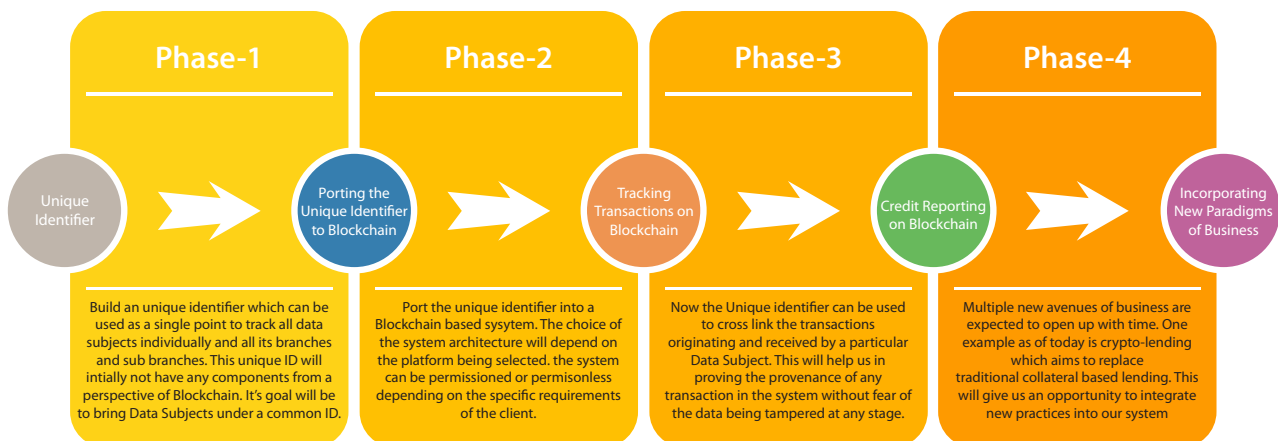 Phase-1
Phase-2
Phase-3
Phase-4
Unique
Identifier
Porting the
Unique Identifier
to Blockchain
Tracking
Transactions on
Blockchain
Credit Reporting
on Blockchain
Incorporating
New Paradigms
of Business
Build an unique identifier which can be
used as a single point to track all data
subjects individually and all its branches
and sub branches. This unique ID will
intially not have any components from a
perspective of Blockchain. It's goal will be
to bring Data Subjects under a common ID.
Port the unique identifier into a
Blockchain based sysytem. The choice of
the system architecture will depend on
the platform being selected. the system
can be permissioned or permisonless
depending on the specific requirements
of the client.
Now the Unique identifier can be used
to cross link the transactions
originating and received by a particular
Data Subject. This will help us in
proving the provenance of any
transaction in the system without fear of
the data being tampered at any stage.
Multiple new avenues of business are
expected to open up with time. One
example as of today is crypto-lending
which aims to replace
traditional collateral based lending. This
will give us an opportunity to integrate
new practices into our system